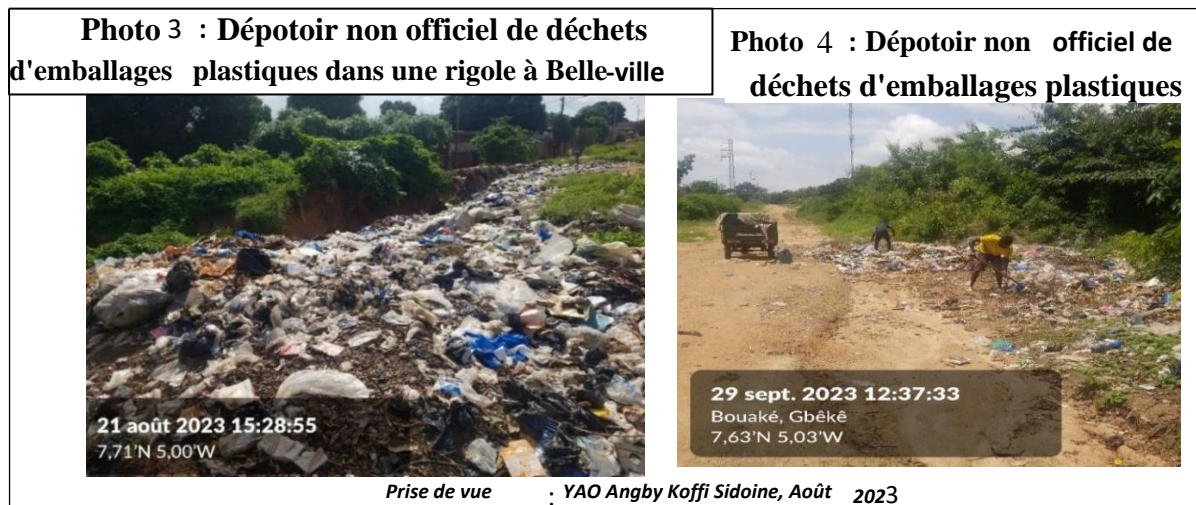 Photo 3 : Dépotoir non officiel de déchets
d'emballages plastiques dans une rigole à Belle-ville
Photo 4 : Dépotoir non officiel de
déchets d'emballages plastiques
21 août 2023 15:28:55
7,71'N 5,00'W
29 sept. 2023 12:37:33
Bouaké, Gbêkê
7,63'N 5,03'W
Prise de vue : YAO Angby Koffi Sidoine, Août 2023